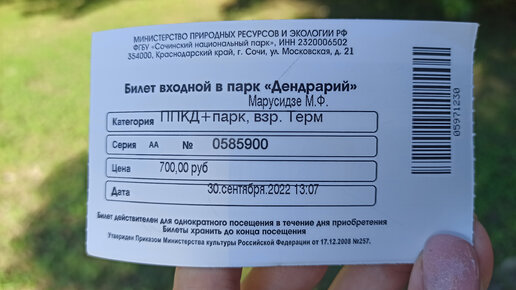 МИНИСТЕРСТВО ПРИРОДНЫХ РЕСУРСОВ И ЭКОЛОГИИ РФ
ФГБУ «Сочинский национальный парк», ИНН 2320006502
354000, Краснодарский край, г. Сочи, ул. Московская, д. 21
Билет входной в парк «Дендрарий»
Марусидзе М.Ф.
Категория ППКД+парк, взр. Терм
Серия АА № 0585900
Цена 700,00 руб
Дата 30.сентября.2022 13:07
Билет действителен для однократного посещения в течение дня приобретения
Билеты хранить до конца посещения
Утвержден Приказом Министерства культуры Российской Федерации от 17.12.2008 №257.
05971230